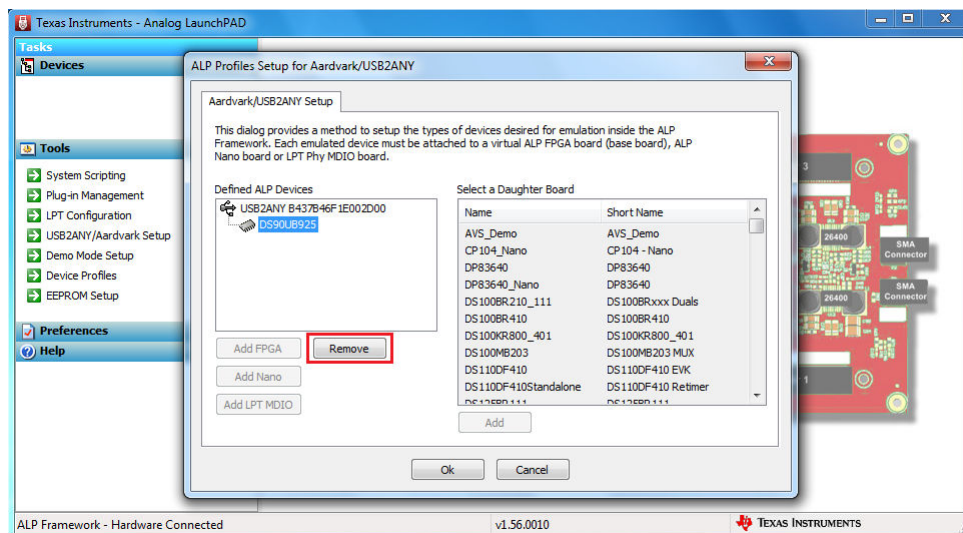 Texas Instruments - Analog LaunchPAD
Tasks
Devices
Tools
System Scripting
Plug-in Management
LPT Configuration
USB2ANY/Aardvark Setup
Demo Mode Setup
Device Profiles
EEPROM Setup
Preferences
Help
ALP Profiles Setup for Aardvark/USB2ANY
Aardvark/USB2ANY Setup
This dialog provides a method to setup the types of devices desired for emulation inside the ALP
Framework. Each emulated device must be attached to a virtual ALP FPGA board (base board), ALP
Nano board or LPT Phy MDIO board.
Defined ALP Devices
USB2ANY B437B46F1E002D00
DS90UB925
Add FPGA Remove
Add Nano
Add LPT MDIO
Select a Daughter Board
Name Short Name
AVS_Demo AVS_Demo
CP104_Nano CP104 - Nano
DP83640 DP83640
DP83640_Nano DP83640
DS100BR210_111 DS100BRxxx Duals
DS100BR410 DS100BR410
DS100KR800_401 DS100KR800_401
DS100MB203 DS100MB203 MUX
DS110DF410 DS110DF410 EVK
DS110DF410Standalone DS110DF410 Retimer
DS125BR111 DS125BR111
Add
Ok Cancel
3
26400
SMA
Connector
SMA
26400
Connector
1
ALP Framework - Hardware Connected
v1.56.0010
TEXAS INSTRUMENTS